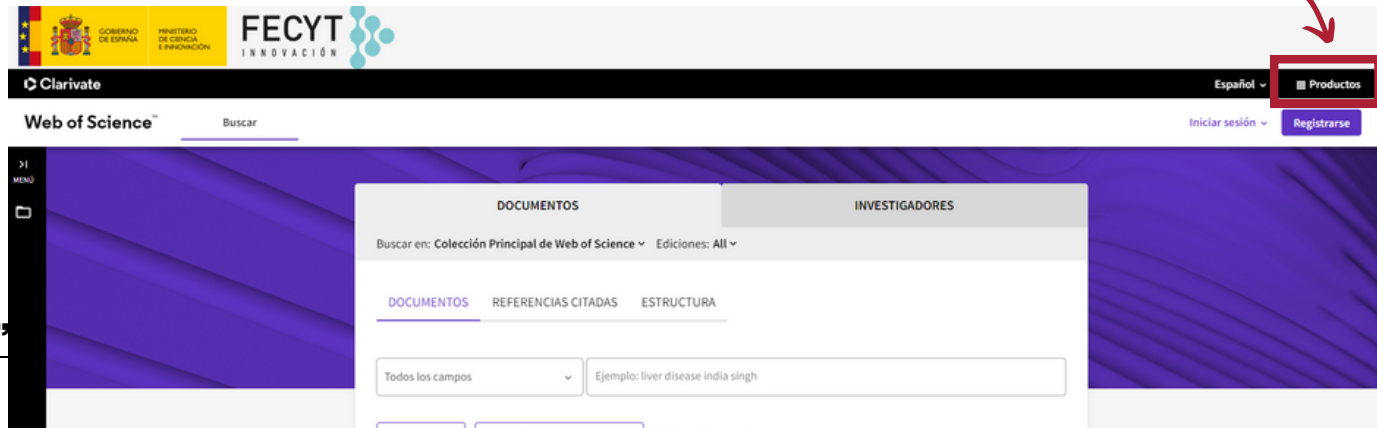 GOBIERNO DE ESPAÑA
MINISTERIO DE CIENCIA E INNOVACIÓN
FECYT
INNOVACIÓN
Clarivate
Español
Productos
Web of Science™
Buscar
Iniciar sesión
Registrarse
MENÚ
DOCUMENTOS
INVESTIGADORES
Buscar en: Colección Principal de Web of Science Ediciones: All
DOCUMENTOS REFERENCIAS CITADAS ESTRUCTURA
Todos los campos
Ejemplo: liver disease india singh